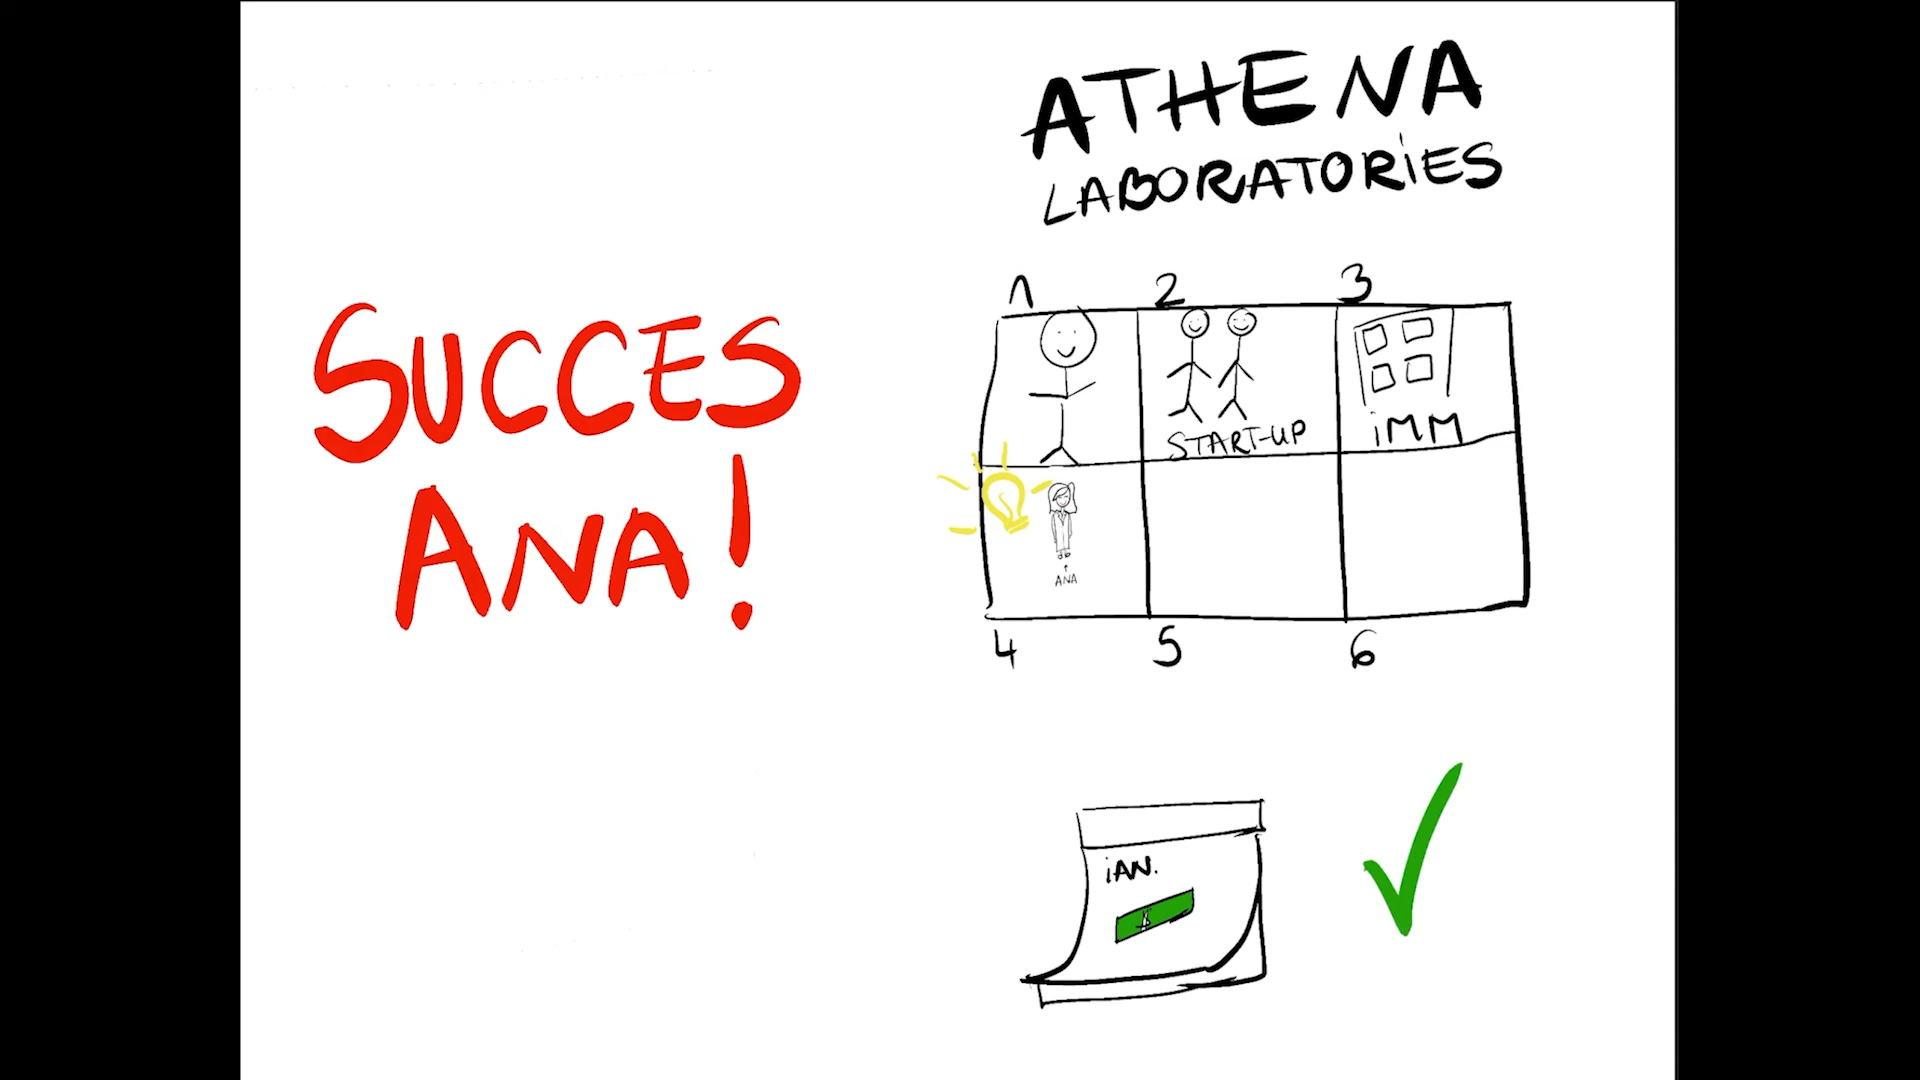 ATHENA
LABORATORiES
SUCCES
ANA!
1 2 3
START-UP
iMM
ANA
4 5 6
iAN.
$